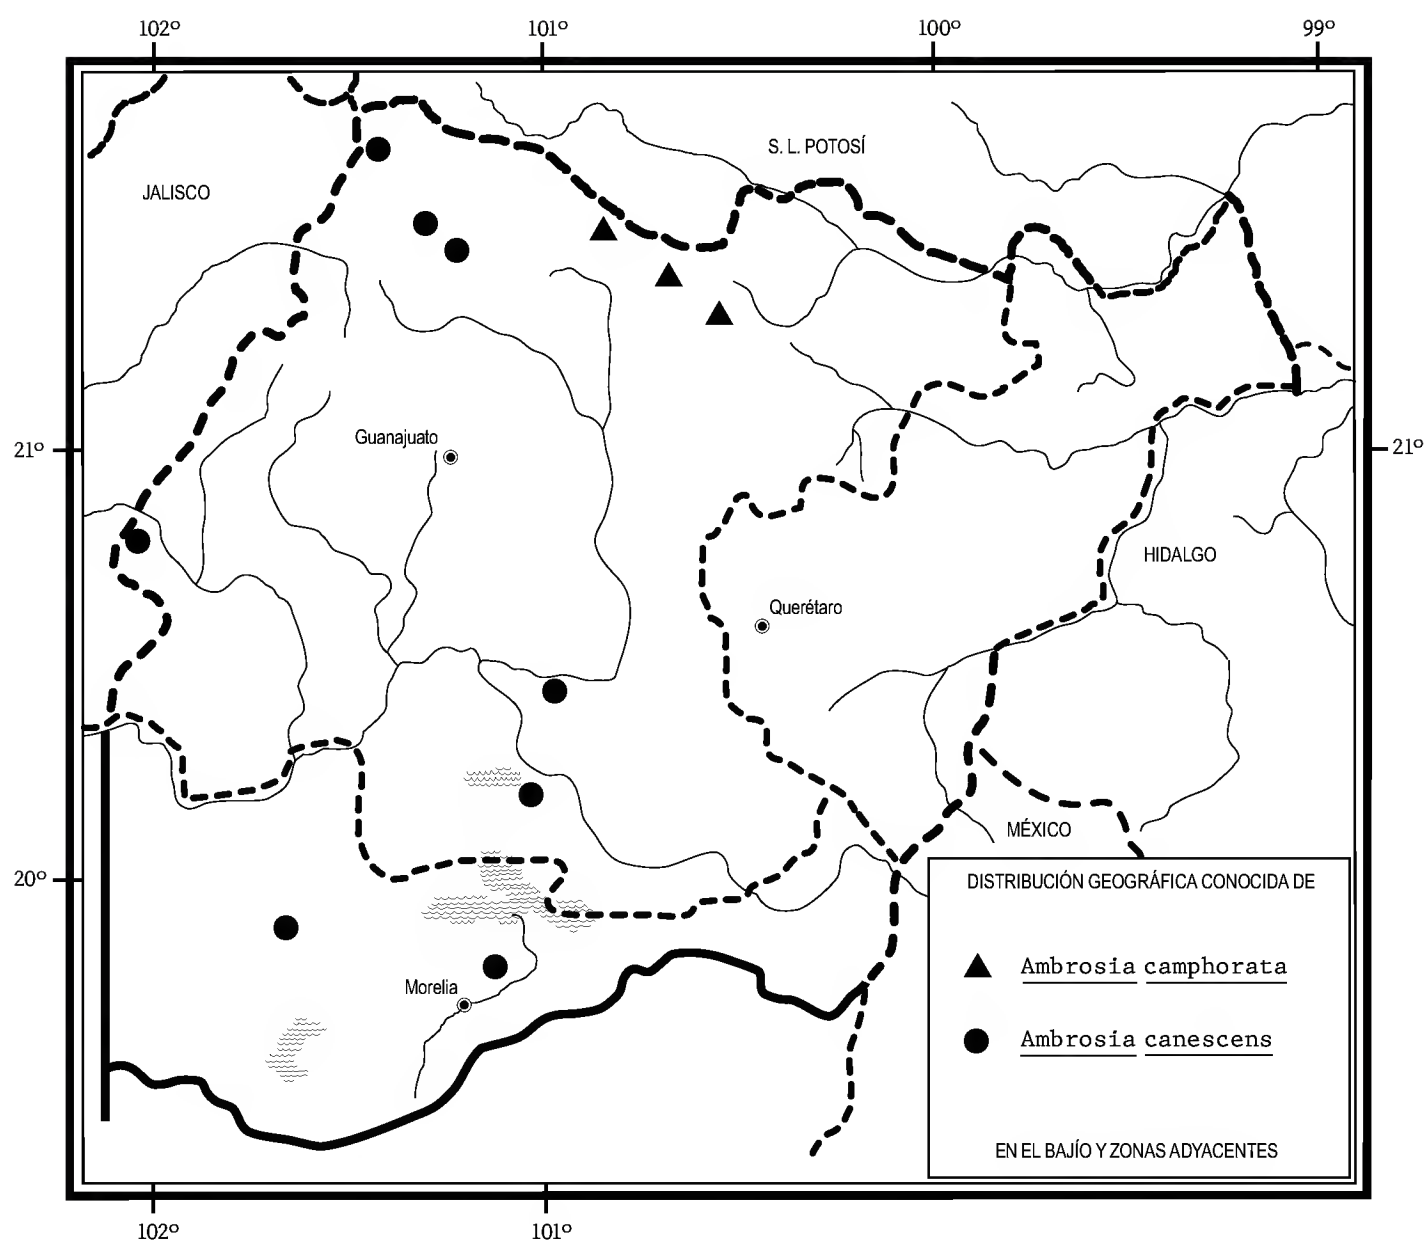 102º 101º 100º 99º
S. L. POTOSÍ
JALISCO
Guanajuato
21º 21º
HIDALGO
Querétaro
MÉXICO
20º
DISTRIBUCIÓN GEOGRÁFICA CONOCIDA DE
Ambrosia camphorata
Morelia
Ambrosia canescens
EN EL BAJÍO Y ZONAS ADYACENTES
102º 101º